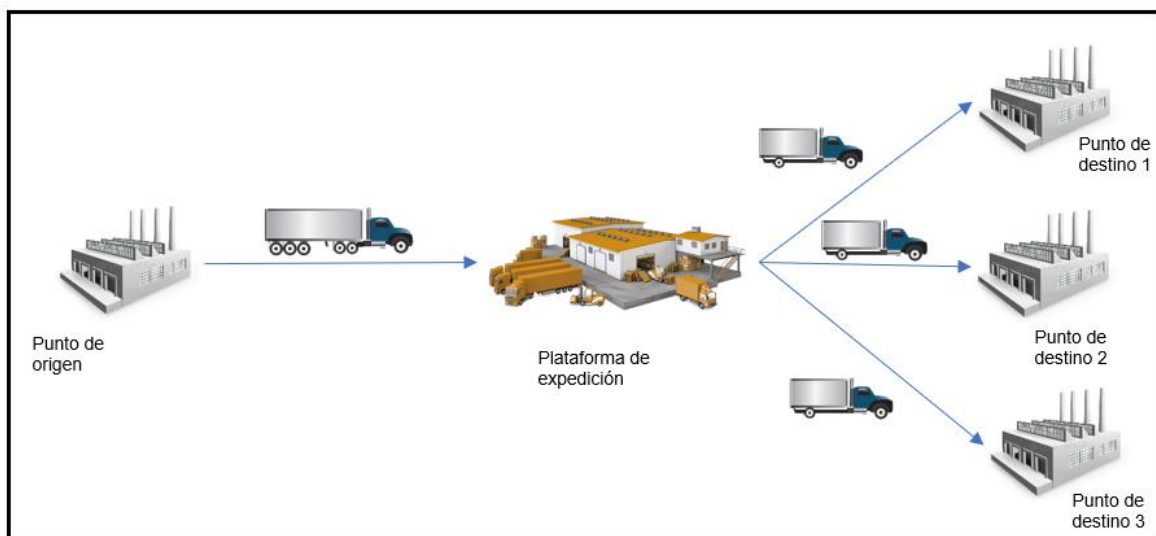 Punto de
origen
Plataforma de
expedición
Punto de
destino 1
Punto de
destino 2
Punto de
destino 3